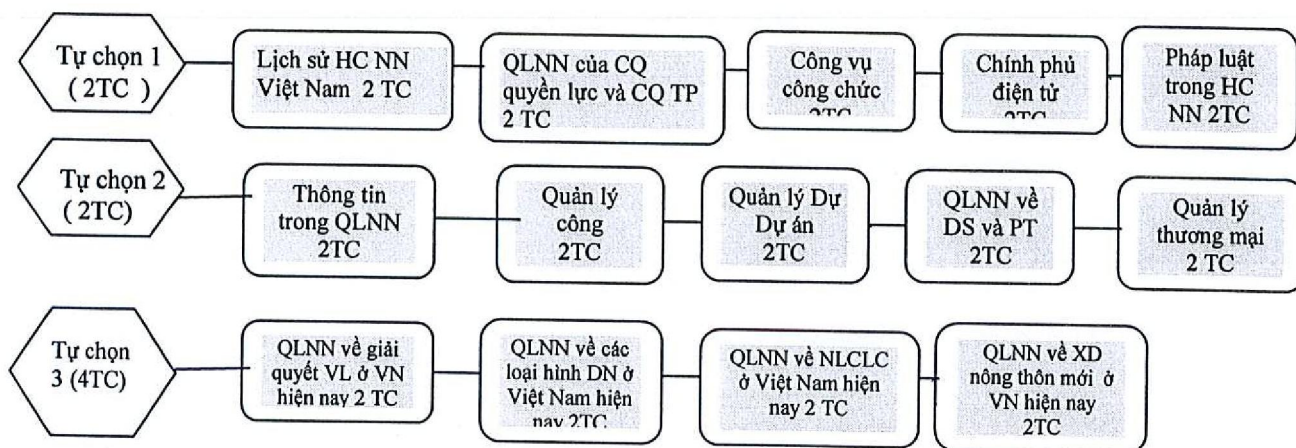 Tự chọn 1
( 2TC )
Lịch sử HC NN
Việt Nam 2 TC
QLNN của CQ
quyền lực và CQ TP
2 TC
Công vụ
công chức
2TC
Chính phủ
điện tử
2TC
Pháp luật
trong HC
NN 2TC
Tự chọn 2
( 2TC)
Thông tin
trong QLNN
2TC
Quản lý
công
2TC
Quản lý Dự
Dự án
2TC
QLNN về
DS và PT
2TC
Quản lý
thương mại
2 TC
Tự chọn
3 (4TC)
QLNN về giải
quyết VL ở VN
hiện nay 2 TC
QLNN về các
loại hình DN ở
Việt Nam hiện
nay 2TC
QLNN về NLCLC
ở Việt Nam hiện
nay 2 TC
QLNN về XD
nông thôn mới ở
VN hiện nay
2TC